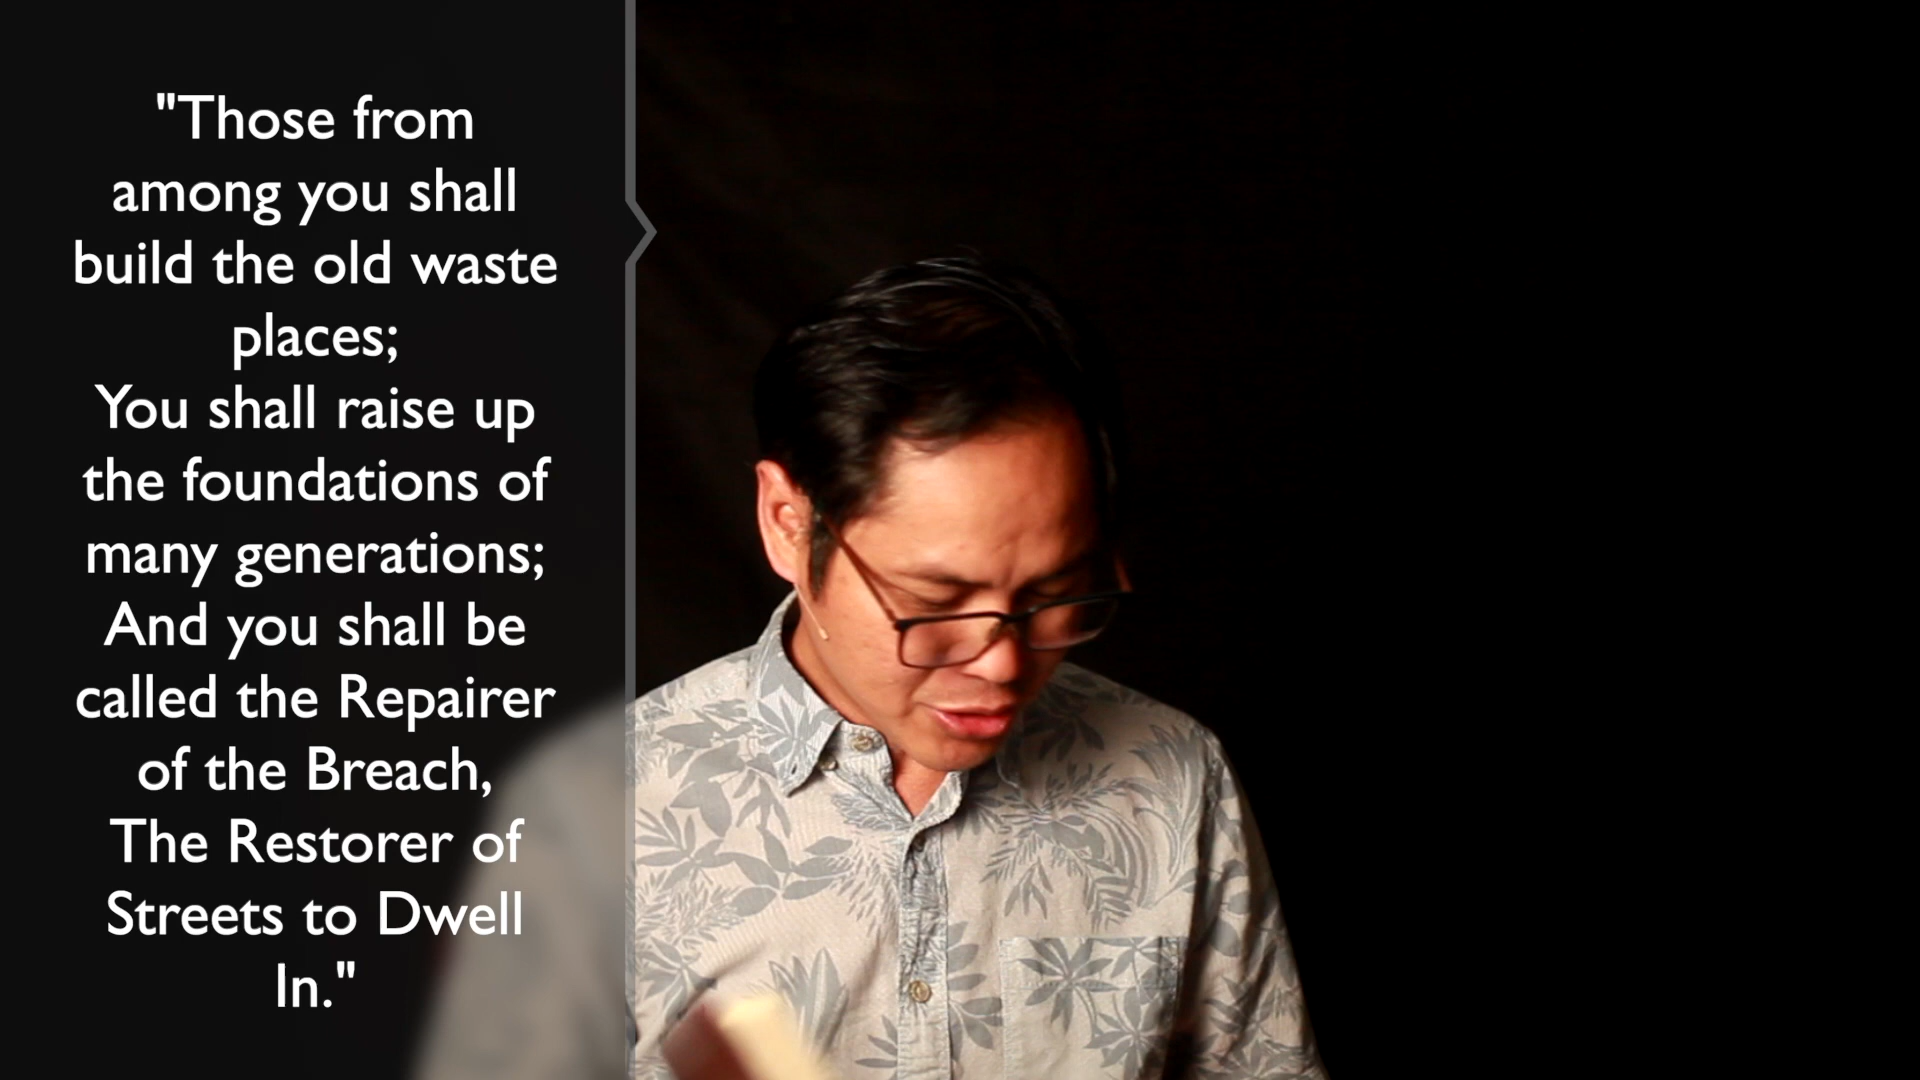 "Those from
among you shall
build the old waste
places;
You shall raise up
the foundations of
many generations;
And you shall be
called the Repairer
of the Breach,
The Restorer of
Streets to Dwell
In."